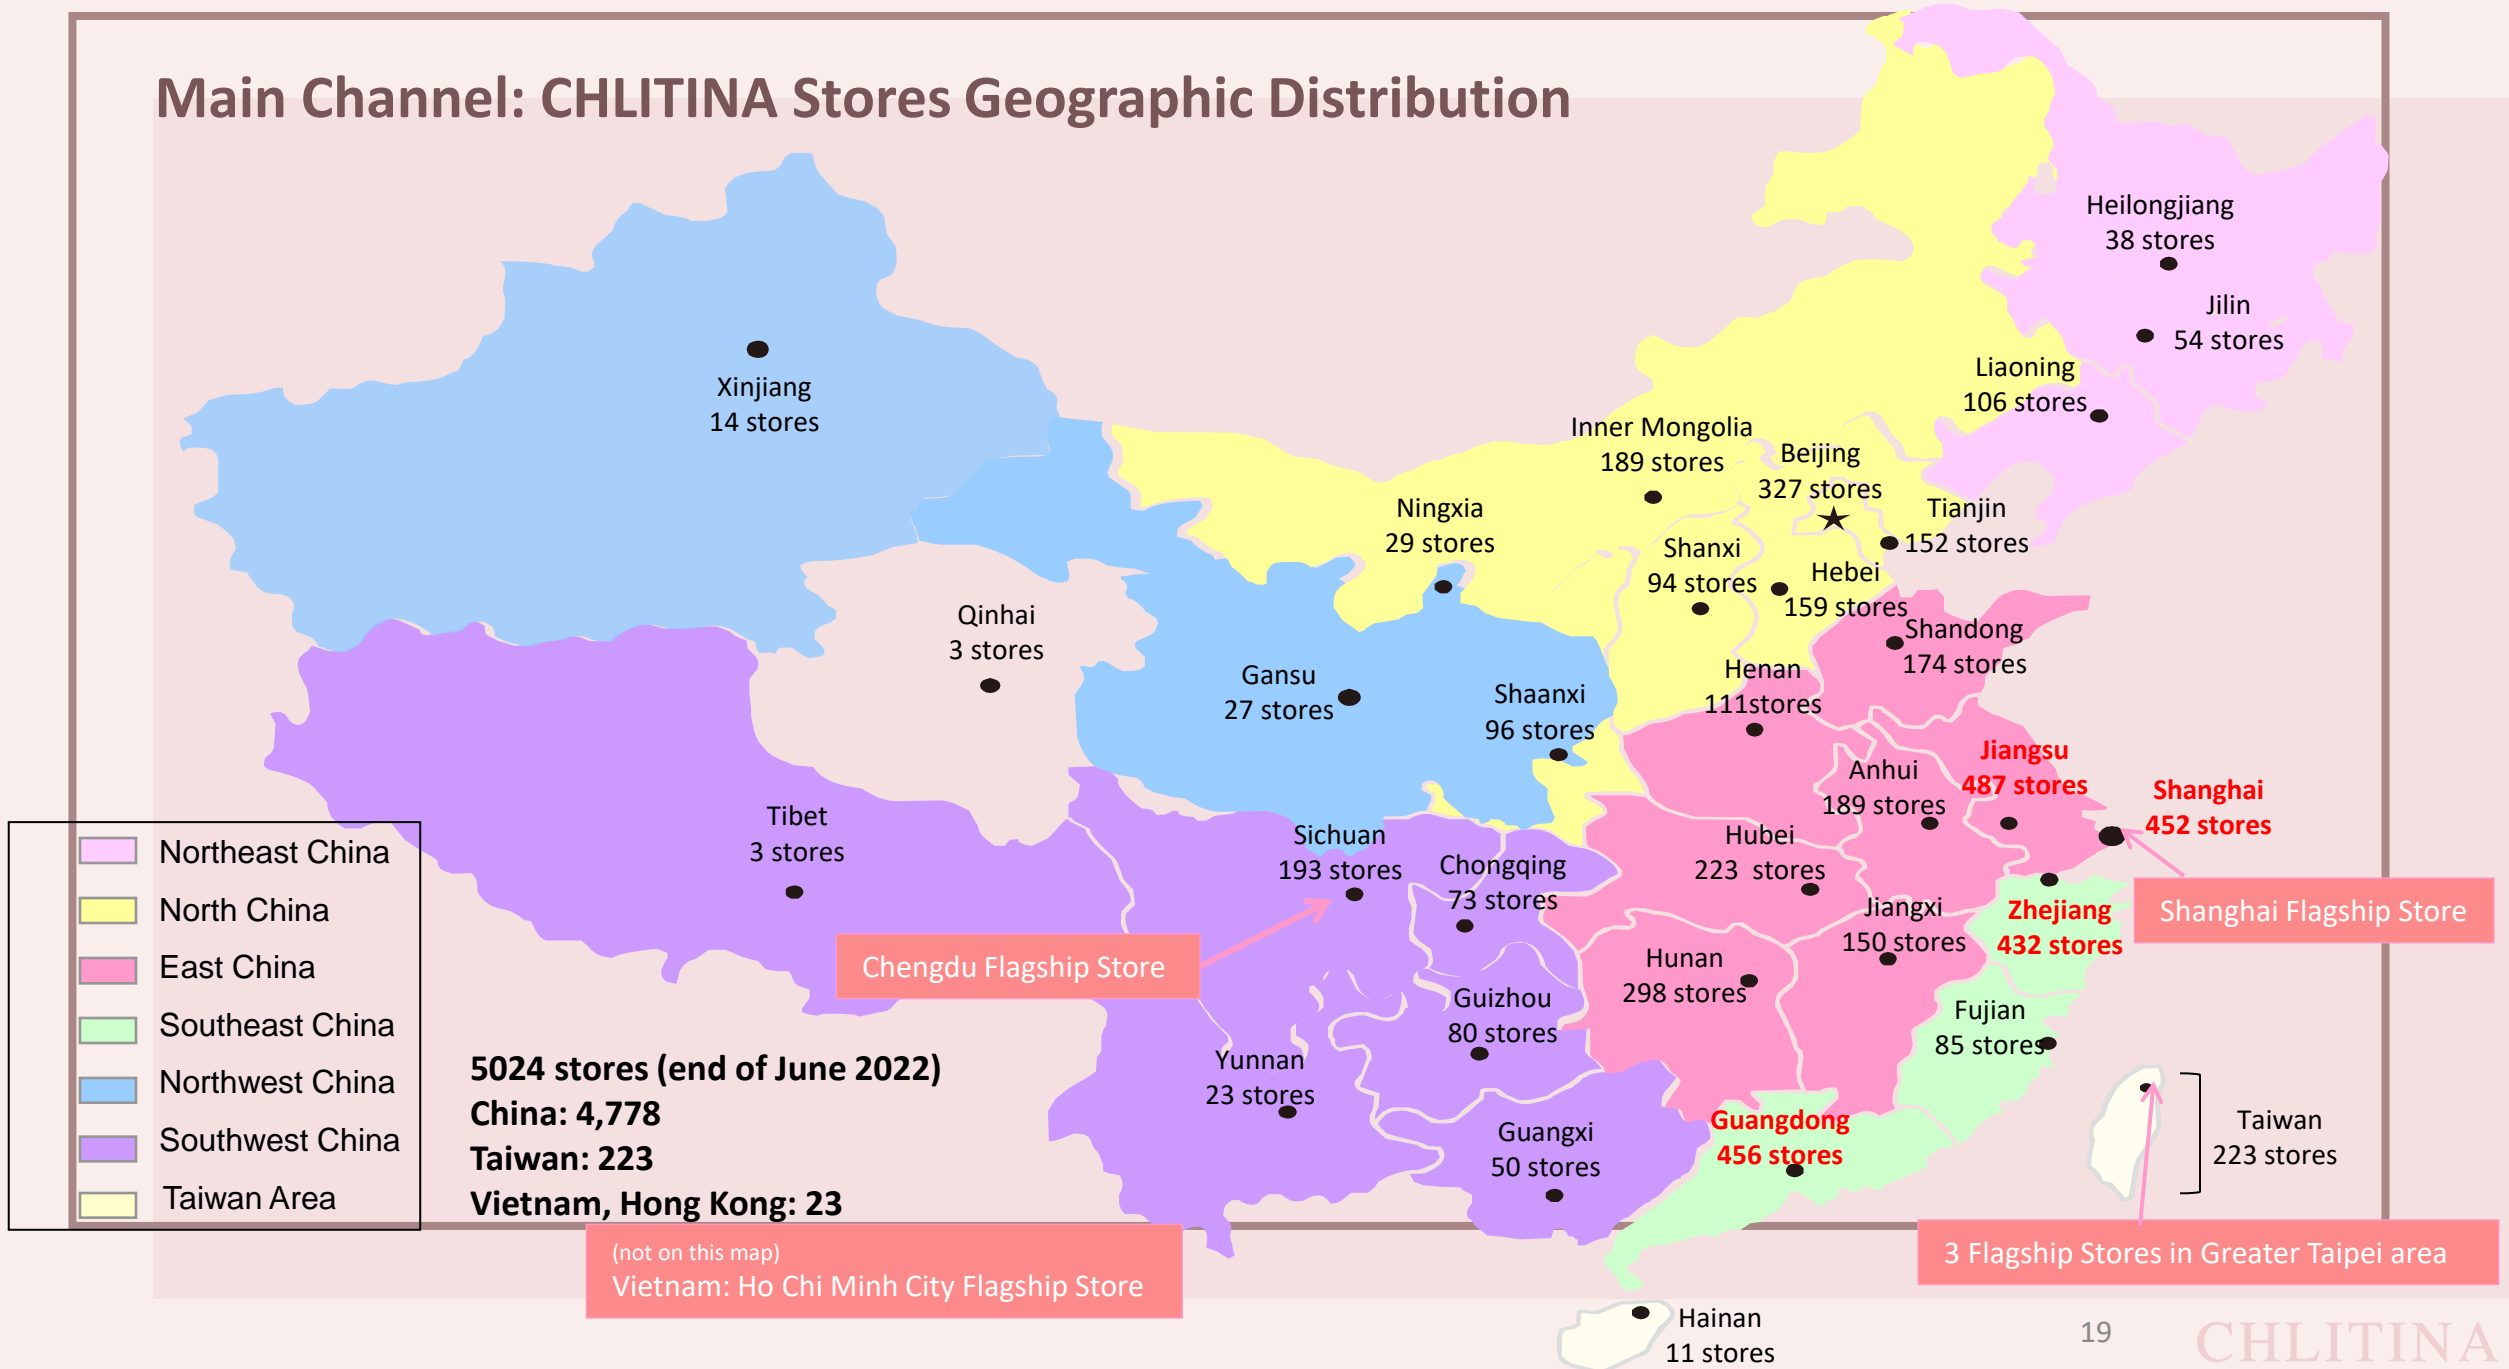 Main Channel: CHLITINA Stores Geographic Distribution
Heilongjiang
38 stores
Jilin
54 stores
Liaoning
106 stores
Xinjiang
14 stores
Inner Mongolia
189 stores
Beijing
327 stores
Ningxia
29 stores
Tianjin
152 stores
Shanxi
94 stores
Hebei
159 stores
Qinhai
3 stores
Shandong
174 stores
Gansu
27 stores
Shaanxi
96 stores
Henan
111stores
Jiangsu
487 stores
Anhui
189 stores
Shanghai
452 stores
Tibet
3 stores
Sichuan
193 stores
Chongqing
73 stores
Hubei
223 stores
Jiangxi
150 stores
Zhejiang
432 stores
Shanghai Flagship Store
Chengdu Flagship Store
Hunan
298 stores
Guizhou
80 stores
Fujian
85 stores
Yunnan
23 stores
Guangxi
50 stores
Guangdong
456 stores
Taiwan
223 stores
Northeast China
North China
East China
Southeast China
Northwest China
Southwest China
Taiwan Area
5024 stores (end of June 2022)
China: 4,778
Taiwan: 223
Vietnam, Hong Kong: 23
(not on this map)
Vietnam: Ho Chi Minh City Flagship Store
3 Flagship Stores in Greater Taipei area
Hainan
11 stores
19
CHLITINA